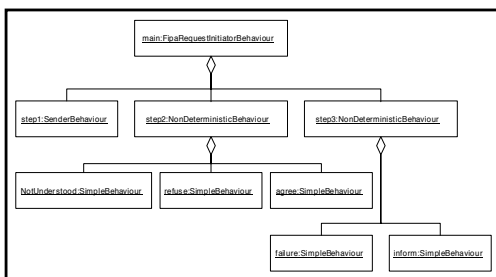 main:FipaRequestInitiatorBehaviour
step1:SenderBehaviour
step2:NonDeterministicBehaviour
step3:NonDeterministicBehaviour
NotUnderstood:SimpleBehaviour
refuse:SimpleBehaviour
agree:SimpleBehaviour
failure:SimpleBehaviour
inform:SimpleBehaviour